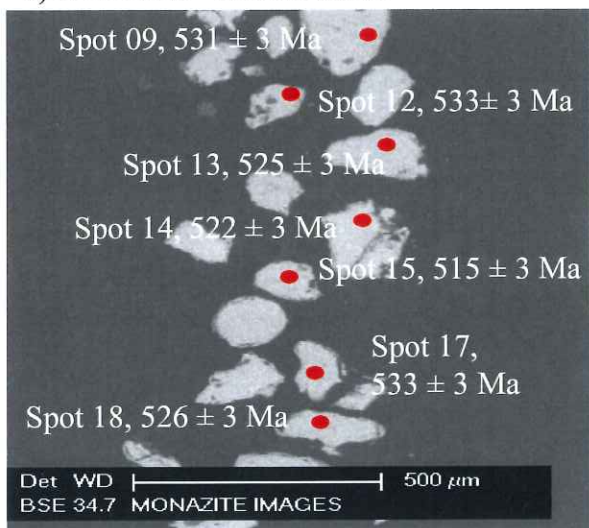 Spot 09, 531 ± 3 Ma
Spot 12, 533± 3 Ma
Spot 13, 525 ± 3 Ma
Spot 14, 522 ± 3 Ma
Spot 15, 515 ± 3 Ma
Spot 17,
533 ± 3 Ma
Spot 18, 526 ± 3 Ma
Det WD 500 µm
BSE 34.7 MONAZITE IMAGES